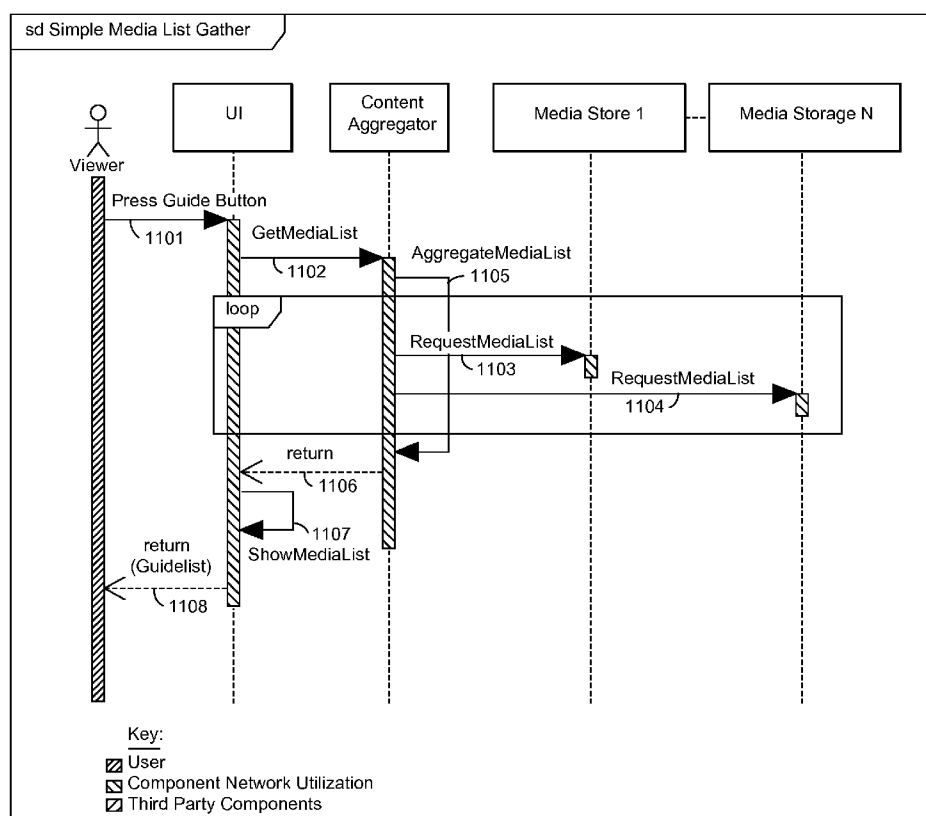 sd Simple Media List Gather
UI
Content
Aggregator
Media Store 1
Media Storage N
Viewer
Press Guide Button
1101
GetMediaList
1102
AggregateMediaList
1105
loop
RequestMediaList
1103
RequestMediaList
1104
return
1106
1107
ShowMediaList
return
(Guidelist)
1108
Key:
User
Component Network Utilization
Third Party Components